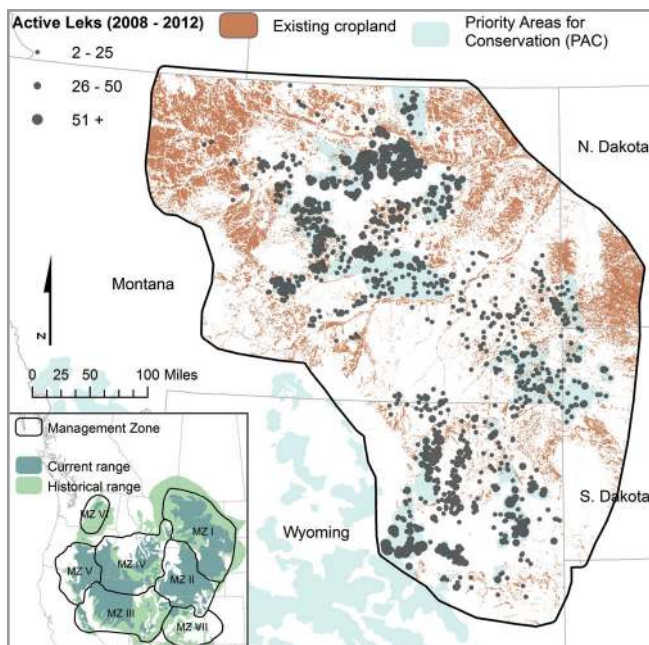 Active Leks (2008 - 2012)
2 - 25
26 - 50
51 +
Existing cropland
Priority Areas for
Conservation (PAC)
N. Dakota
Montana
N
0 25 50 100 Miles
Management Zone
Current range
Historical range
MZ VI
MZ I
MZ V
MZ IV
MZ II
MZ III
MZ VII
Wyoming
S. Dakota